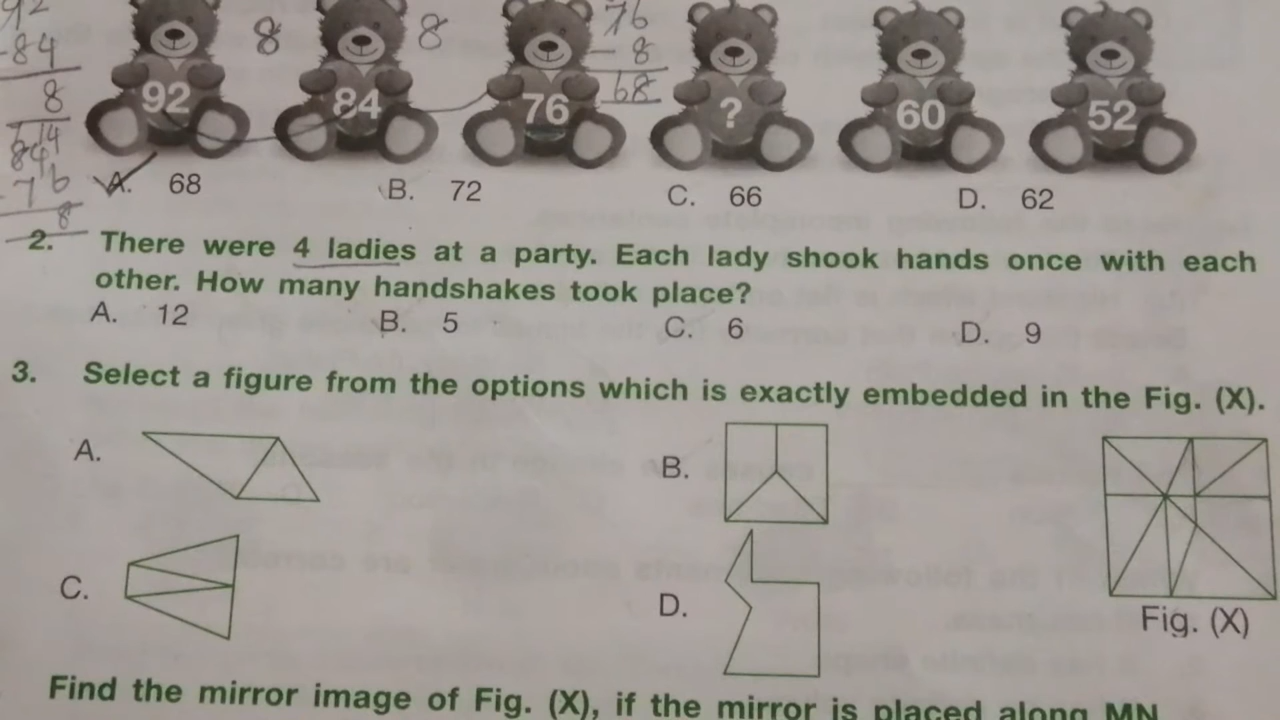 92
-84
8
8
8
76
- 8
68
92 84 76 ? 60 52
- 76
8
A. 68 B. 72 C. 66 D. 62
2. There were 4 ladies at a party. Each lady shook hands once with each
other. How many handshakes took place?
A. 12 B. 5 C. 6 D. 9
3. Select a figure from the options which is exactly embedded in the Fig. (X).
A. B.
C. D.
Fig. (X)
Find the mirror image of Fig. (X), if the mirror is placed along MN